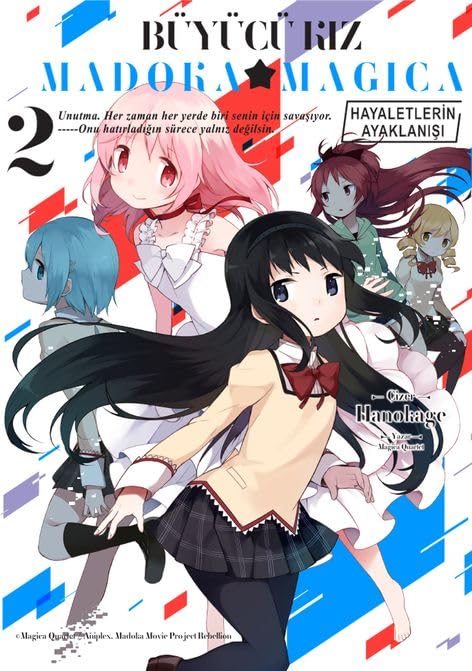 BÜYÜCÜ KIZ
MADOKA★MAGICA
2
Unutma. Her zaman her yerde biri senin için savaşıyor.
-----Onu hatırladığın sürece yalnız değilsin.
HAYALETLERİN
AYAKLANIŞI
Çizer
Hanokage
Yazar
Magica Quartet
©Magica Quartet / Aniplex. Madoka Movie Project Rebellion